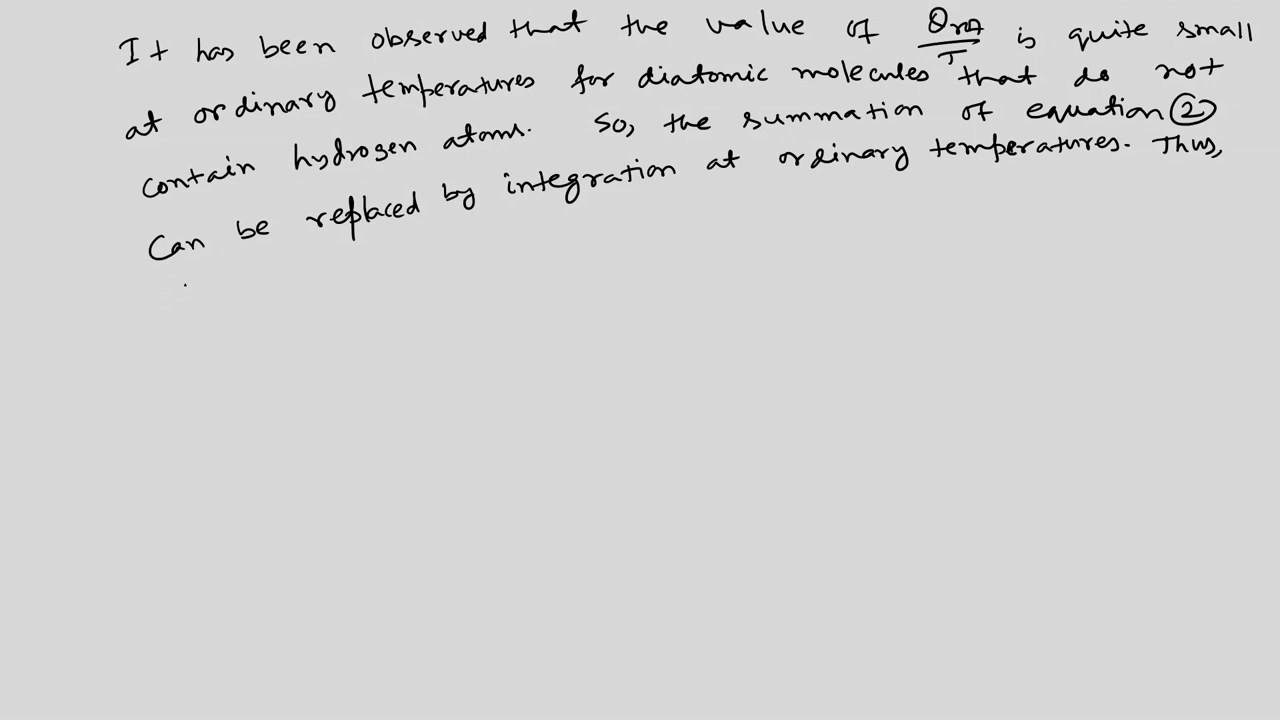 It has been observed that the value of θrot/T is quite small
at ordinary temperatures for diatomic molecules that do not
contain hydrogen atoms. So, the summation of equation ②
can be replaced by integration at ordinary temperatures. Thus,